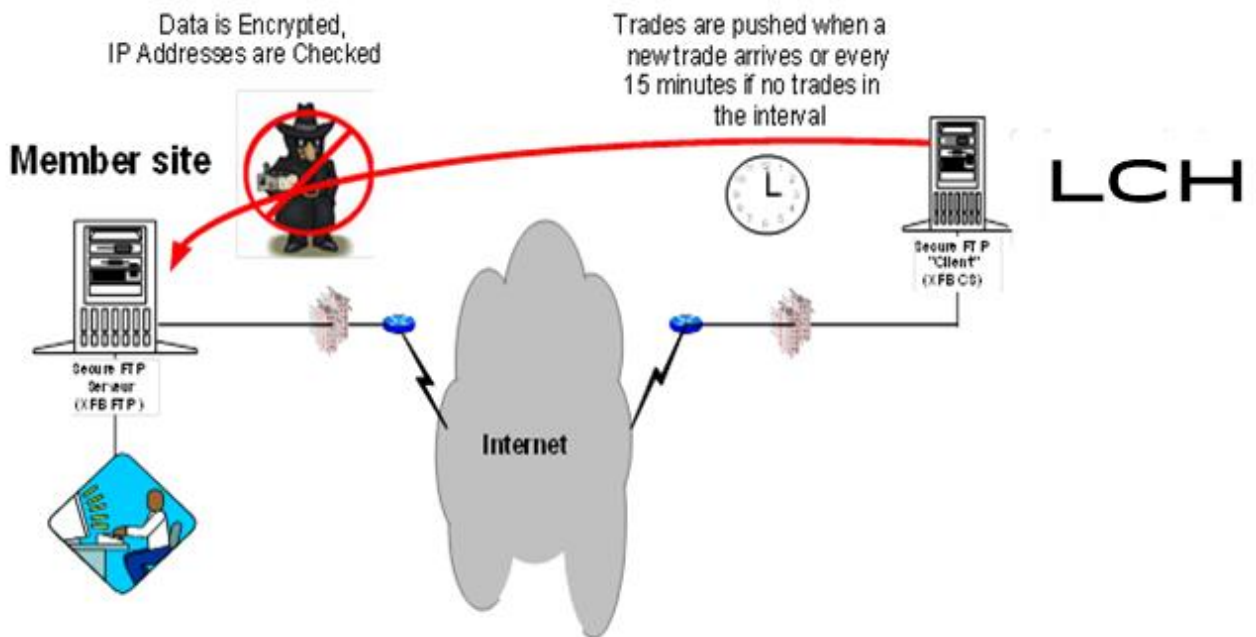 Data is Encrypted,
IP Addresses are Checked
Trades are pushed when a
new trade arrives or every
15 minutes if no trades in
the interval
Member site
LCH
Secure FTP
"Client"
(XFB CS)
Secure FTP
Serveur
(XFB FTP)
Internet